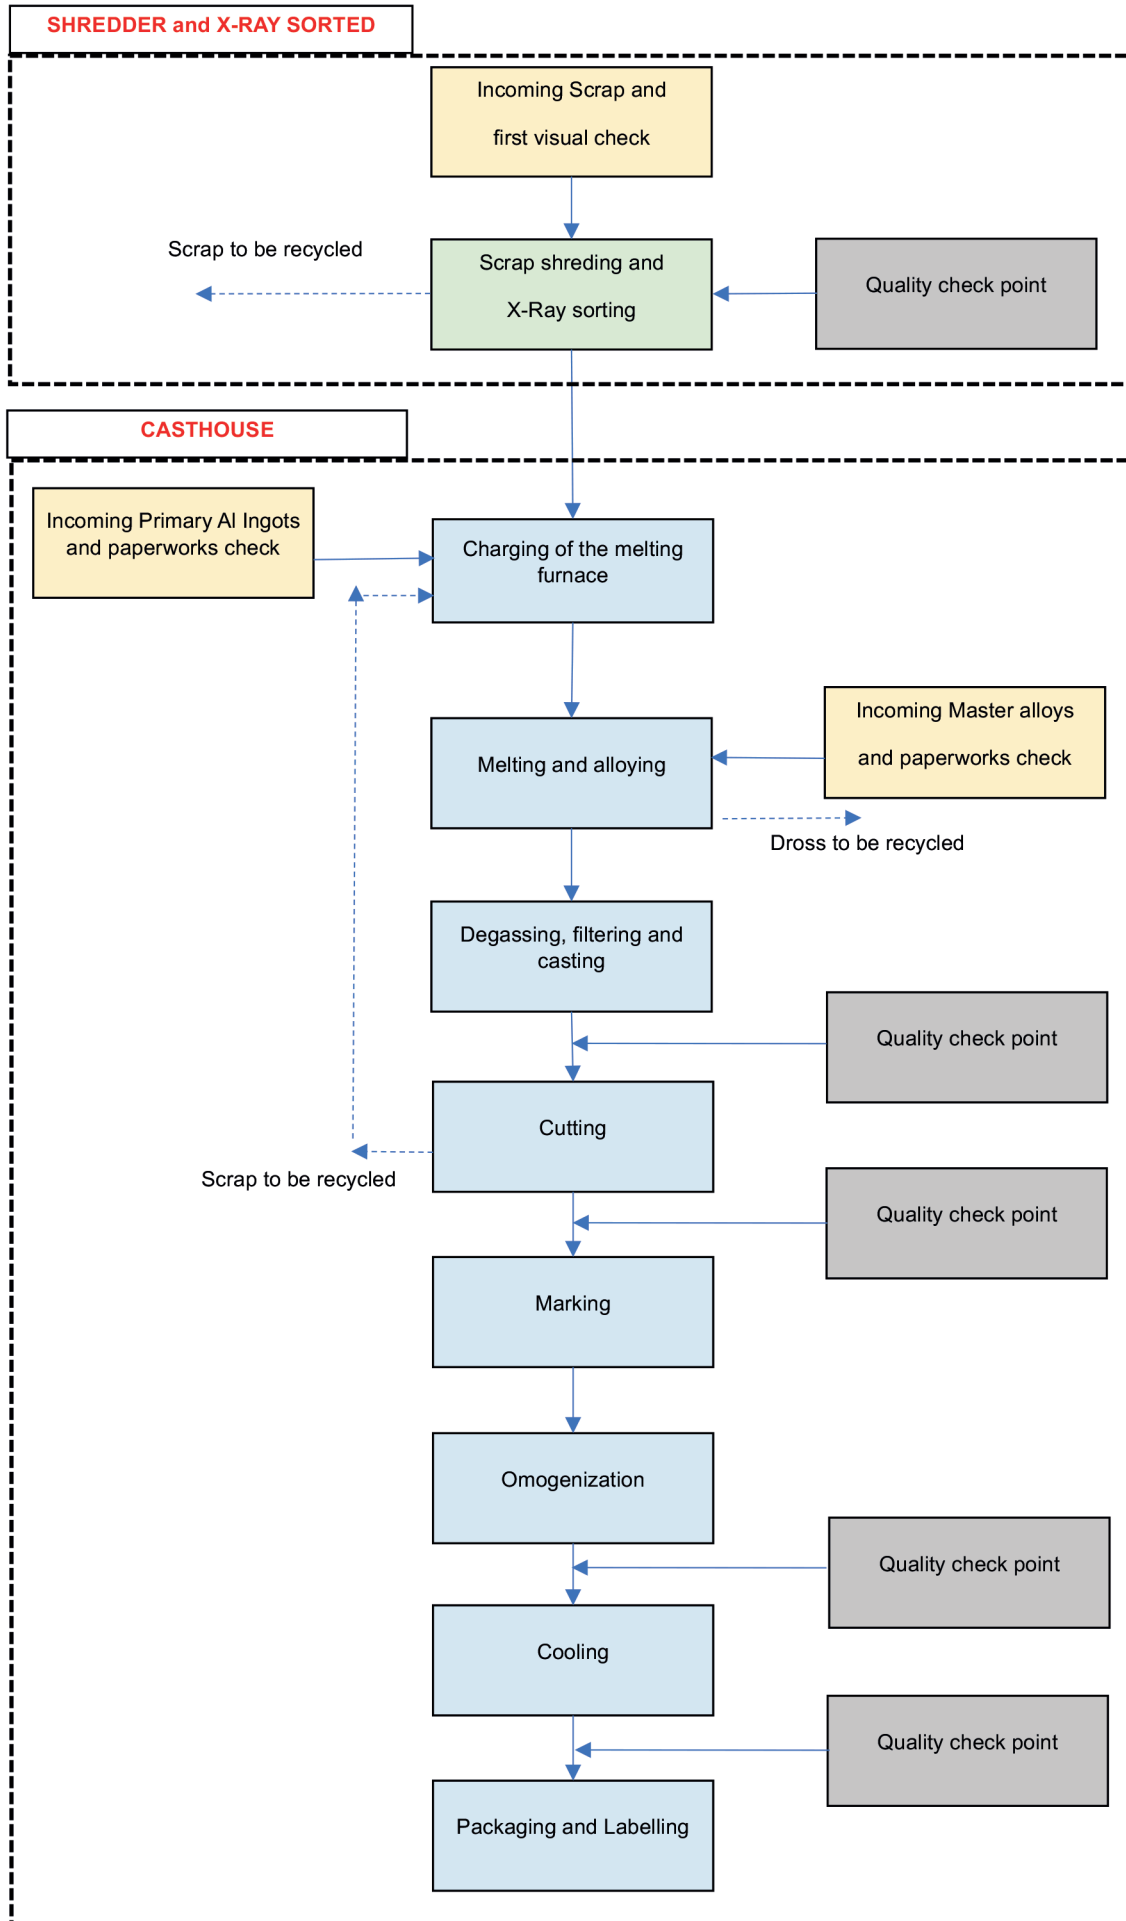 SHREDDER and X-RAY SORTED
Incoming Scrap and
first visual check
Scrap to be recycled
Scrap shreding and
X-Ray sorting
Quality check point
CASTHOUSE
Incoming Primary Al Ingots
and paperworks check
Charging of the melting
furnace
Incoming Master alloys
and paperworks check
Melting and alloying
Dross to be recycled
Degassing, filtering and
casting
Quality check point
Cutting
Scrap to be recycled
Quality check point
Marking
Omogenization
Quality check point
Cooling
Quality check point
Packaging and Labelling